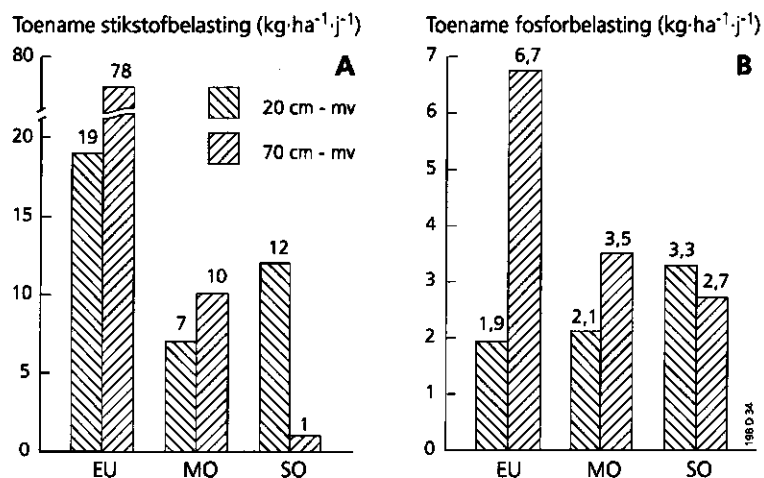 Toename stikstofbelasting (kg·ha⁻¹·j⁻¹)
80
20
15
10
5
0
A
78
19
7
10
12
1
20 cm - mv
70 cm - mv
EU MO SO
Toename fosforbelasting (kg·ha⁻¹·j⁻¹)
7
6
5
4
3
2
1
0
B
6,7
1,9
2,1
3,5
3,3
2,7
EU MO SO
198 D 34